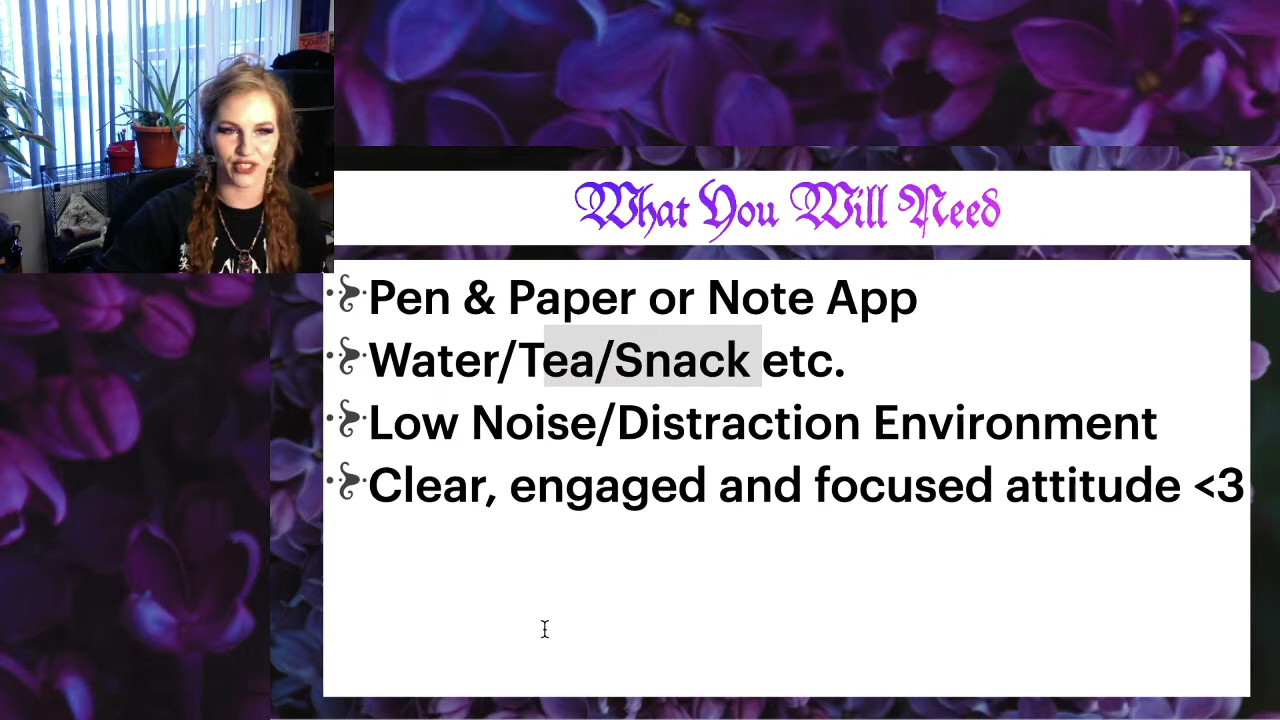 What You Will Need
Pen & Paper or Note App
Water/Tea/Snack etc.
Low Noise/Distraction Environment
Clear, engaged and focused attitude <3